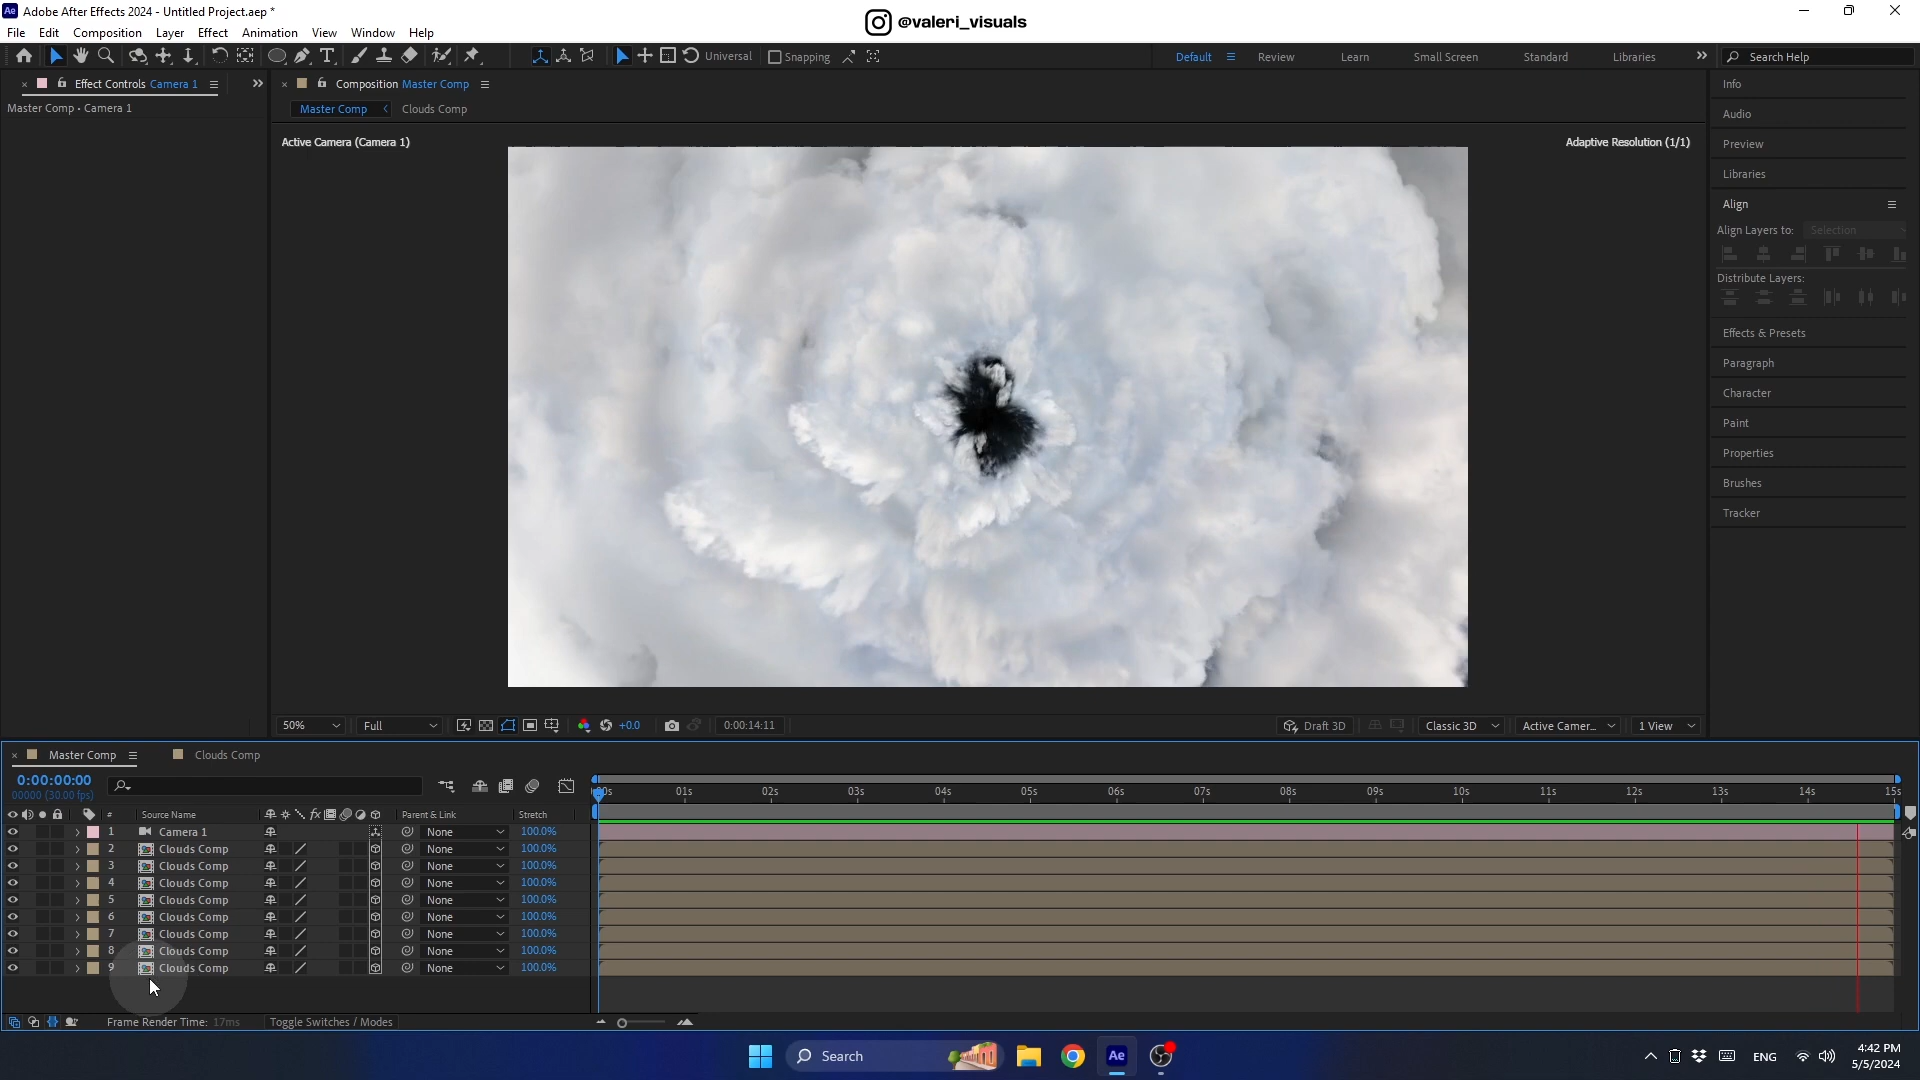 Ae Adobe After Effects 2024 - Untitled Project.aep *
@valeri_visuals
File Edit Composition Layer Effect Animation View Window Help
Universal Snapping Default Review Learn Small Screen Standard Libraries Search Help
Effect Controls Camera 1
Composition Master Comp
Info
Master Comp • Camera 1
Master Comp Clouds Comp
Audio
Active Camera (Camera 1)
Adaptive Resolution (1/1)
Preview
Libraries
Align
Align Layers to: Selection
Distribute Layers:
Effects & Presets
Paragraph
Character
Paint
Properties
Brushes
Tracker
50% Full +0.0 0:00:14:11 Draft 3D Classic 3D Active Camer... 1 View
Master Comp Clouds Comp
0:00:00:00
00000 (30.00 fps)
01s 02s 03s 04s 05s 06s 07s 08s 09s 10s 11s 12s 13s 14s 15s
# Source Name fx Parent & Link Stretch
1 Camera 1 None 100.0%
2 Clouds Comp None 100.0%
3 Clouds Comp None 100.0%
4 Clouds Comp None 100.0%
5 Clouds Comp None 100.0%
6 Clouds Comp None 100.0%
7 Clouds Comp None 100.0%
8 Clouds Comp None 100.0%
9 Clouds Comp None 100.0%
Frame Render Time: 17ms Toggle Switches / Modes
Search Ae ENG 4:42 PM
5/5/2024